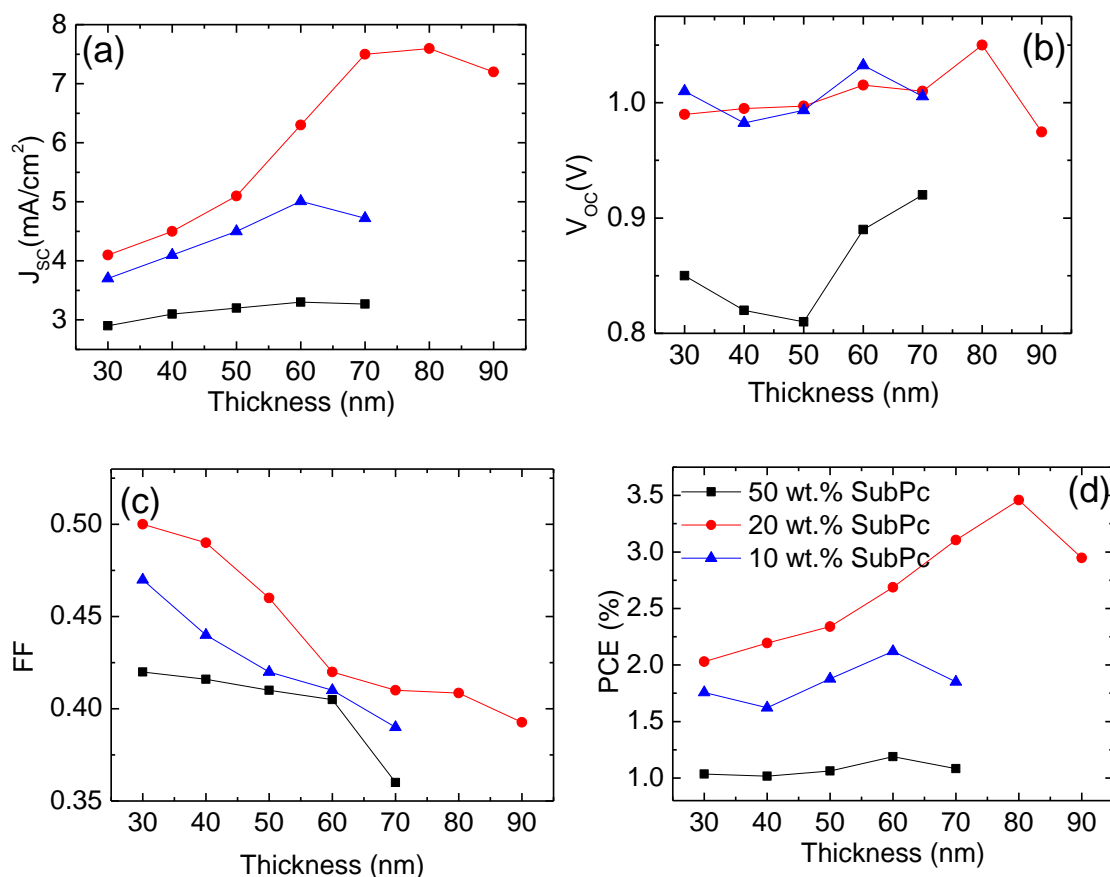 (a)
8
7
6
5
4
3
J_SC(mA/cm²)
30 40 50 60 70 80 90
Thickness (nm)
(b)
1.0
0.9
0.8
V_OC(V)
30 40 50 60 70 80 90
Thickness (nm)
(c)
0.50
0.45
0.40
0.35
FF
30 40 50 60 70 80 90
Thickness (nm)
(d)
50 wt.% SubPc
20 wt.% SubPc
10 wt.% SubPc
3.5
3.0
2.5
2.0
1.5
1.0
PCE (%)
30 40 50 60 70 80 90
Thickness (nm)